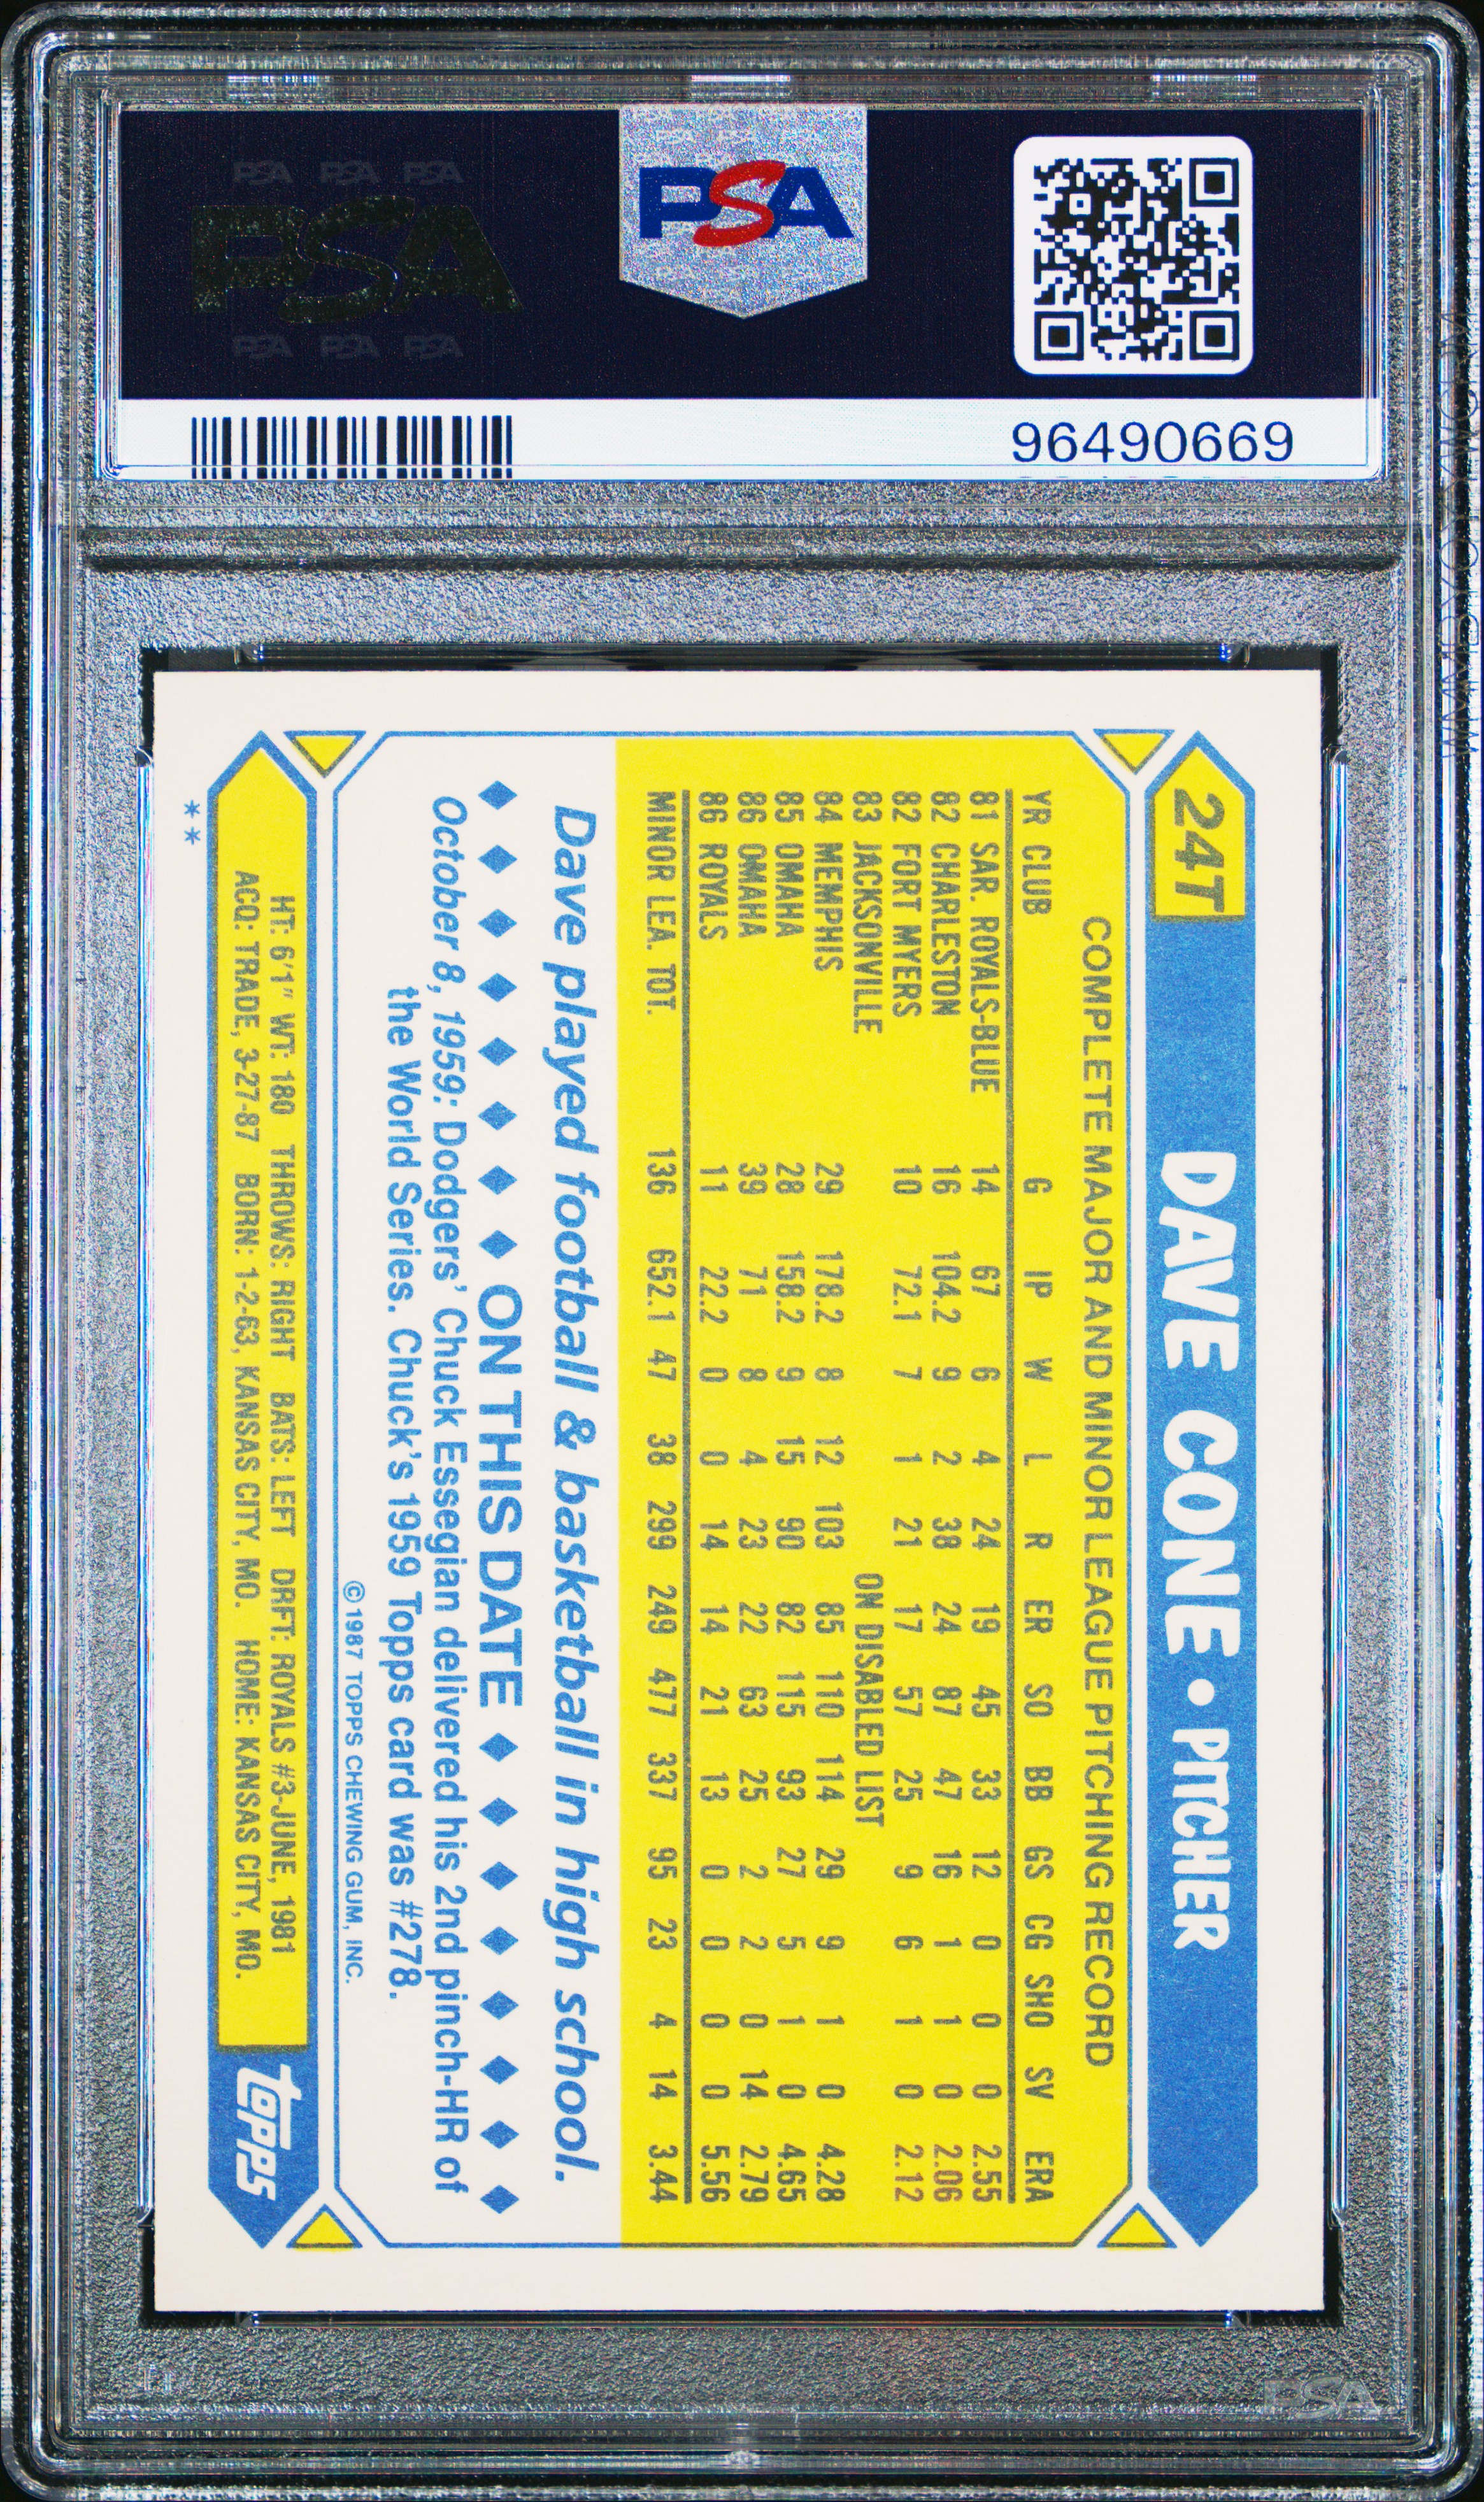 PSA PSA PSA
PSA
PSA PSA PSA
PSA
96490669
24T
DAVE CONE • PITCHER
COMPLETE MAJOR AND MINOR LEAGUE PITCHING RECORD
YR CLUB G IP W L R ER SO BB GS CG SHO SV ERA
81 SAR. ROYALS-BLUE 14 67 6 4 24 19 45 33 12 0 0 0 2.55
82 CHARLESTON 16 104.2 9 2 38 24 87 47 16 1 1 0 2.06
82 FORT MYERS 10 72.1 7 1 21 17 57 25 9 6 1 0 2.12
83 JACKSONVILLE ON DISABLED LIST
84 MEMPHIS 29 178.2 8 12 103 85 110 114 29 9 1 0 4.28
85 OMAHA 28 158.2 9 15 90 82 115 93 27 5 1 0 4.65
86 OMAHA 39 71 8 4 23 22 63 25 2 2 0 14 2.79
86 ROYALS 11 22.2 0 0 14 14 21 13 0 0 0 0 5.56
MINOR LEA. TOT. 136 652.1 47 38 299 249 477 337 95 23 4 14 3.44
Dave played football & basketball in high school.
ON THIS DATE
October 8, 1959: Dodgers' Chuck Essegian delivered his 2nd pinch-HR of
the World Series. Chuck's 1959 Topps card was #278.
© 1987 TOPPS CHEWING GUM, INC.
HT: 6'1" WT: 180 THROWS: RIGHT BATS: LEFT DRFT: ROYALS #3-JUNE, 1981
ACQ: TRADE, 3-27-87 BORN: 1-2-63, KANSAS CITY, MO. HOME: KANSAS CITY, MO.
topps
**
PSA